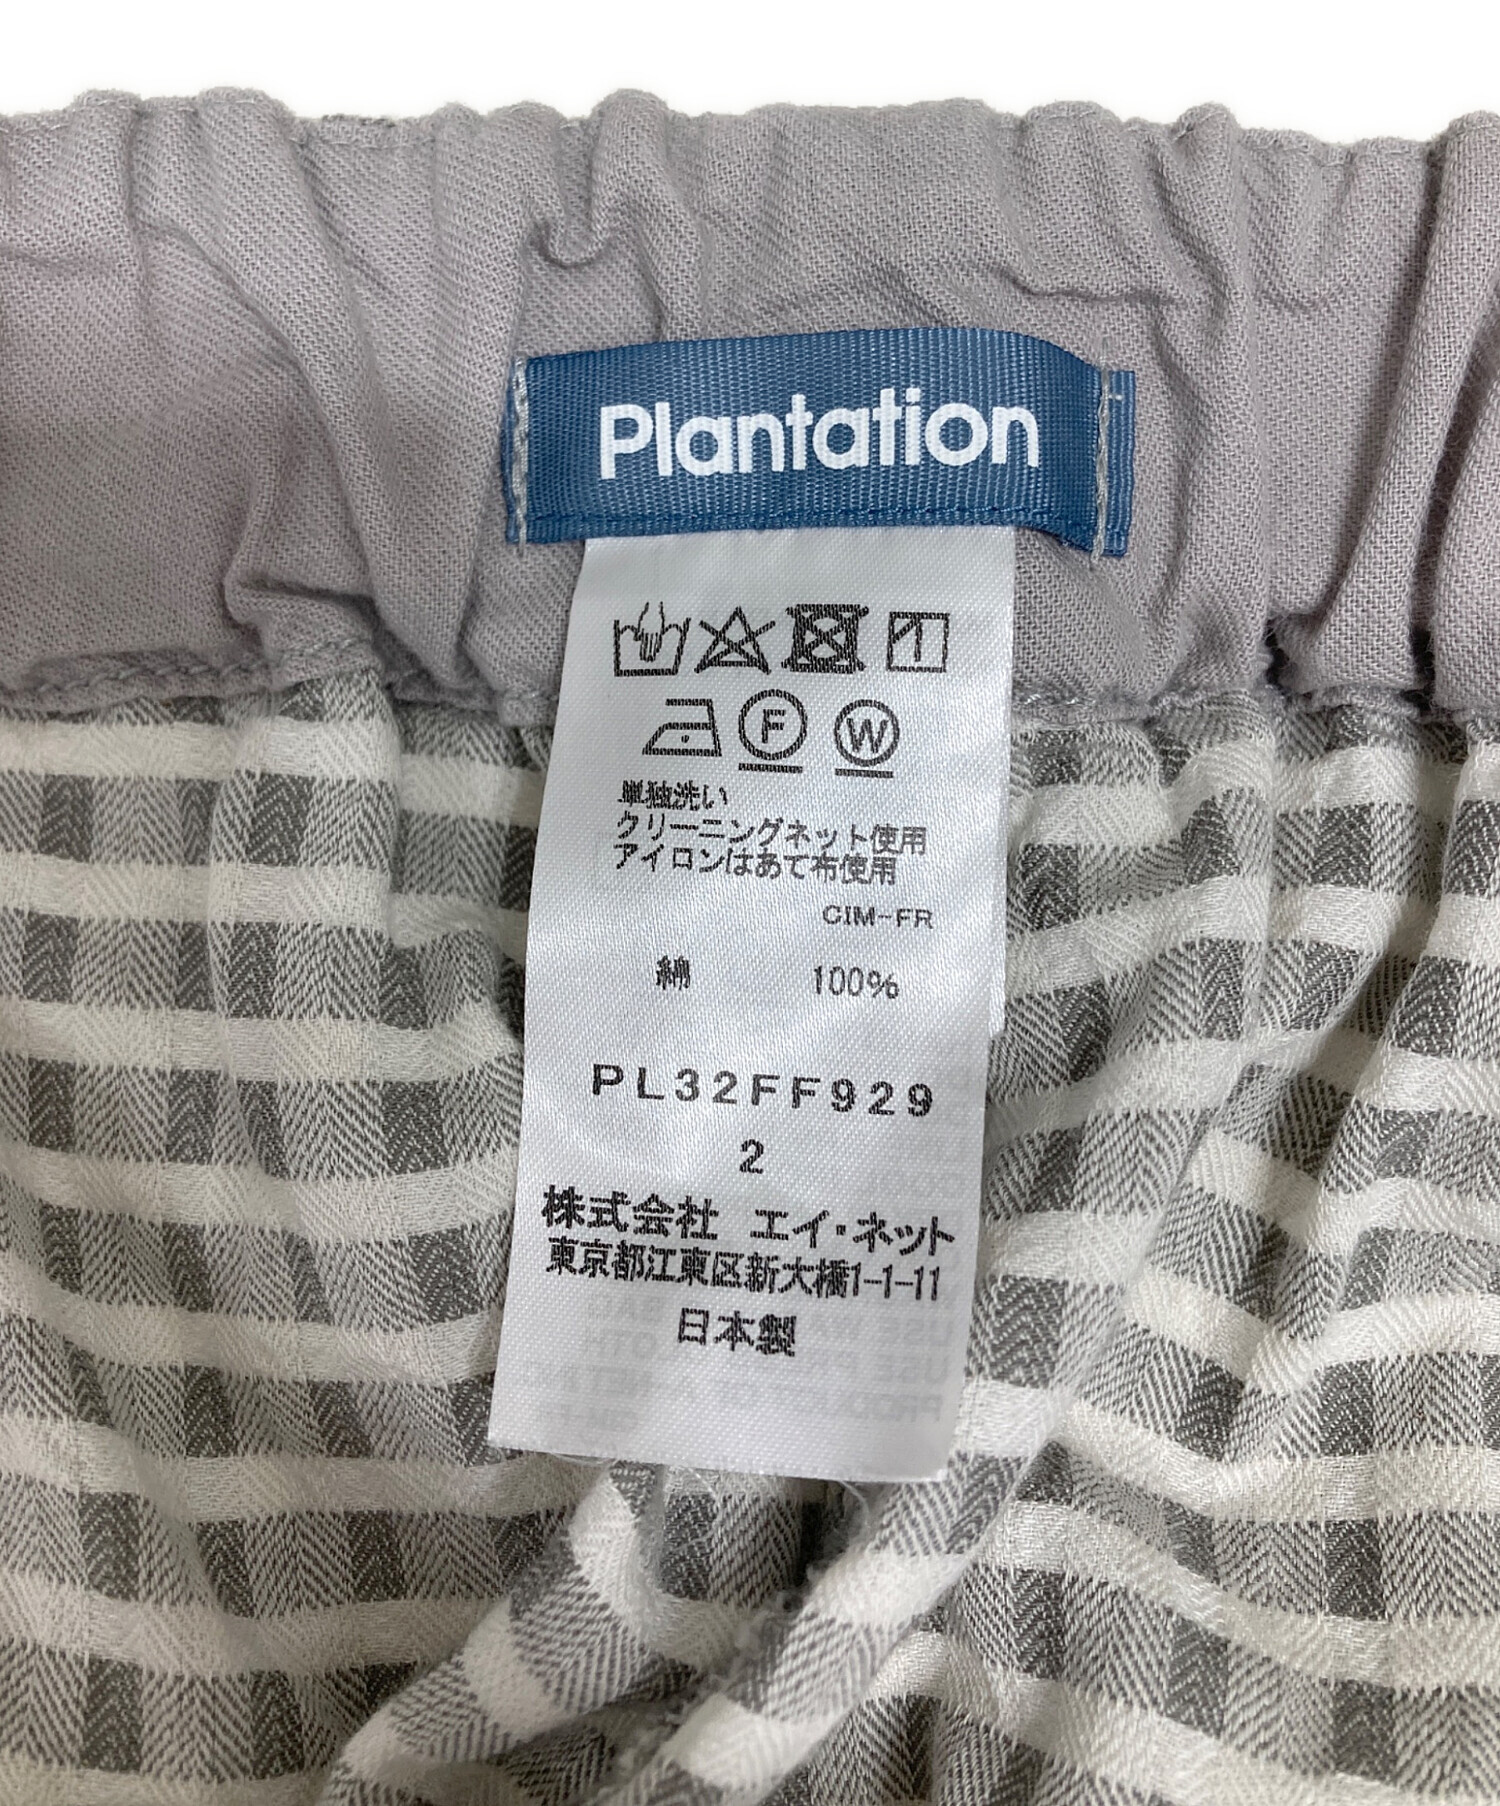 Plantation
F W
単独洗い
クリーニングネット使用
アイロンはあて布使用
CIM-FR
綿 100%
PL32FF929
2
株式会社 エイ・ネット
東京都江東区新大橋1-1-11
日本製